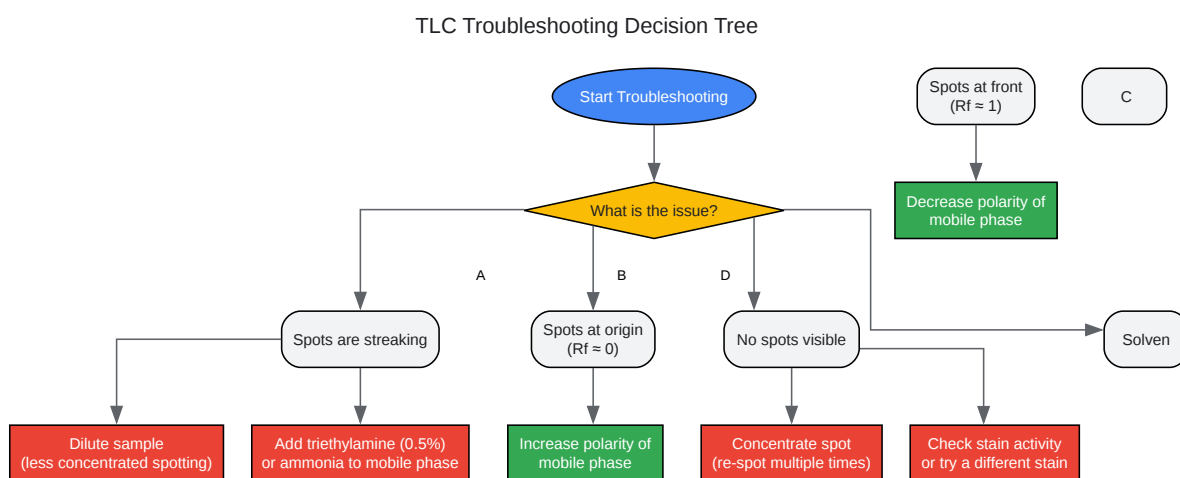 TLC Troubleshooting Decision Tree
Start Troubleshooting
Spots at front
(Rf ≈ 1)
C
What is the issue?
Decrease polarity of
mobile phase
A
B
D
Spots are streaking
Spots at origin
(Rf ≈ 0)
No spots visible
Solven
Dilute sample
(less concentrated spotting)
Add triethylamine (0.5%)
or ammonia to mobile phase
Increase polarity of
mobile phase
Concentrate spot
(re-spot multiple times)
Check stain activity
or try a different stain